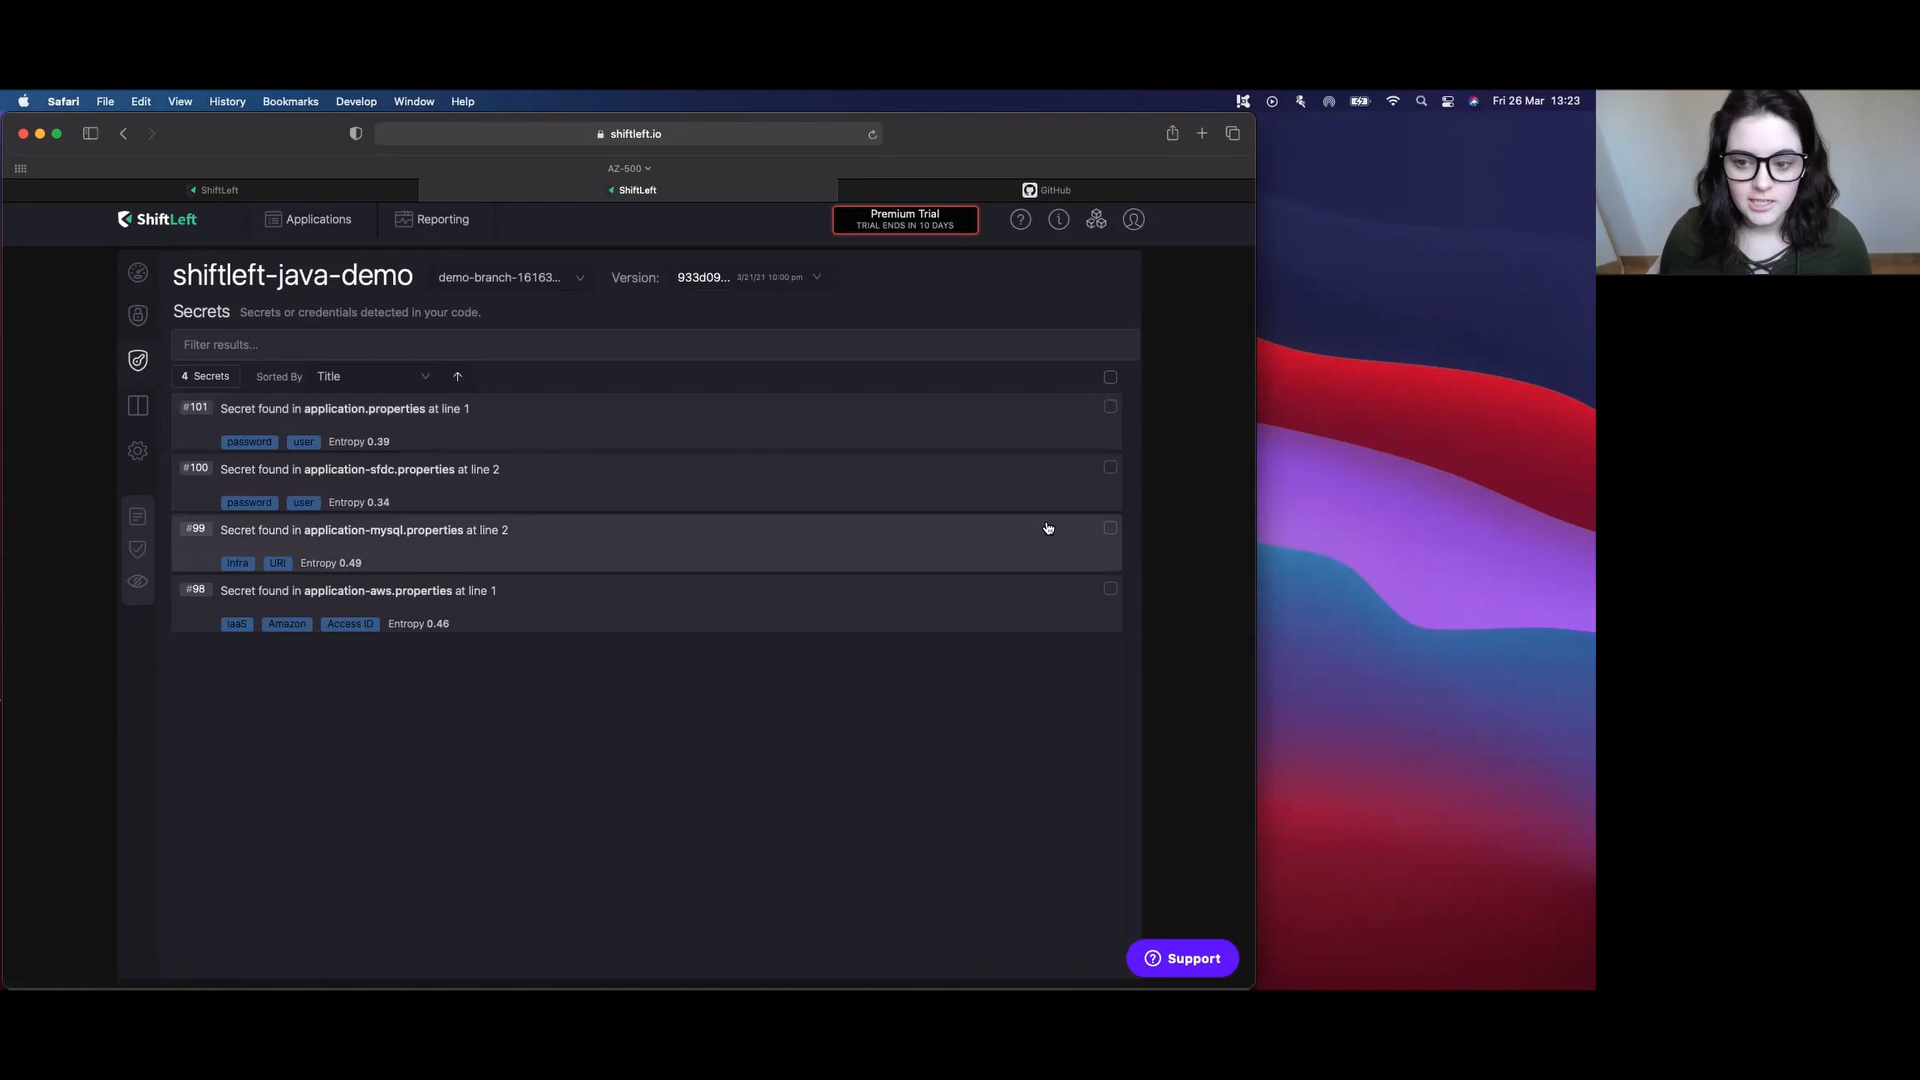 Safari File Edit View History Bookmarks Develop Window Help Fri 26 Mar 13:23
shiftleft.io
AZ-500
ShiftLeft ShiftLeft GitHub
ShiftLeft Applications Reporting Premium Trial
TRIAL ENDS IN 10 DAYS
shiftleft-java-demo demo-branch-16163... Version: 933d09... 3/21/21 10:00 pm
Secrets Secrets or credentials detected in your code.
Filter results...
4 Secrets Sorted By Title
#101 Secret found in application.properties at line 1
password user Entropy 0.39
#100 Secret found in application-sfdc.properties at line 2
password user Entropy 0.34
#99 Secret found in application-mysql.properties at line 2
Infra URI Entropy 0.49
#98 Secret found in application-aws.properties at line 1
IaaS Amazon Access ID Entropy 0.46
Support